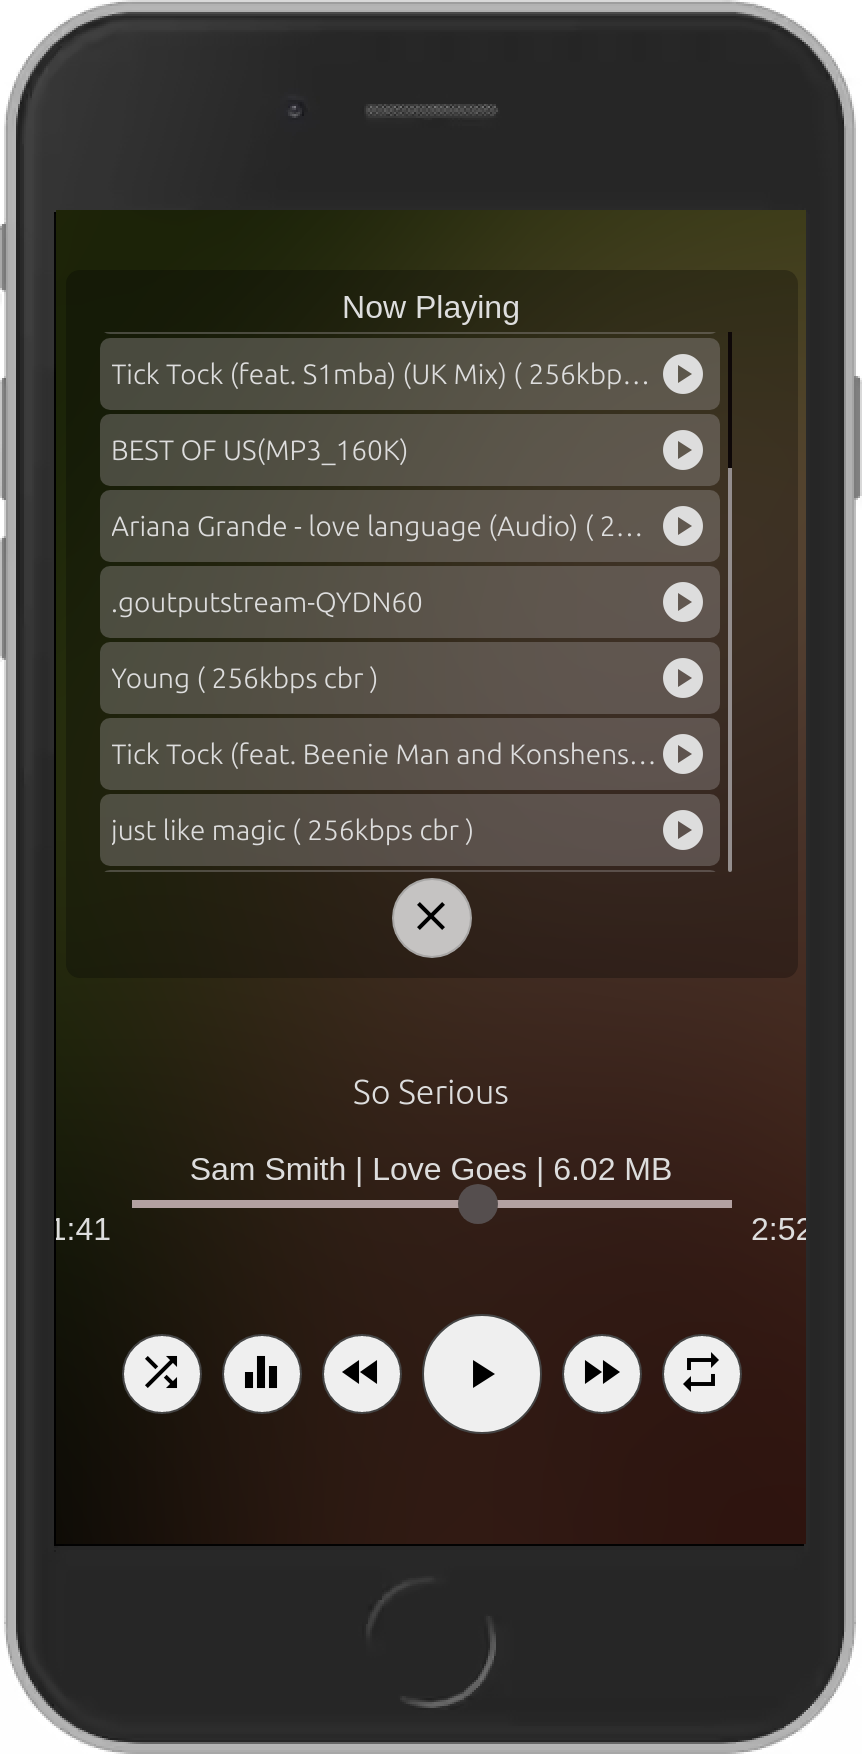 Now Playing
Tick Tock (feat. S1mba) (UK Mix) ( 256kbp...
BEST OF US(MP3_160K)
Ariana Grande - love language (Audio) ( 2...
.goutputstream-QYDN60
Young ( 256kbps cbr )
Tick Tock (feat. Beenie Man and Konshens...
just like magic ( 256kbps cbr )
So Serious
Sam Smith | Love Goes | 6.02 MB
1:41 2:52